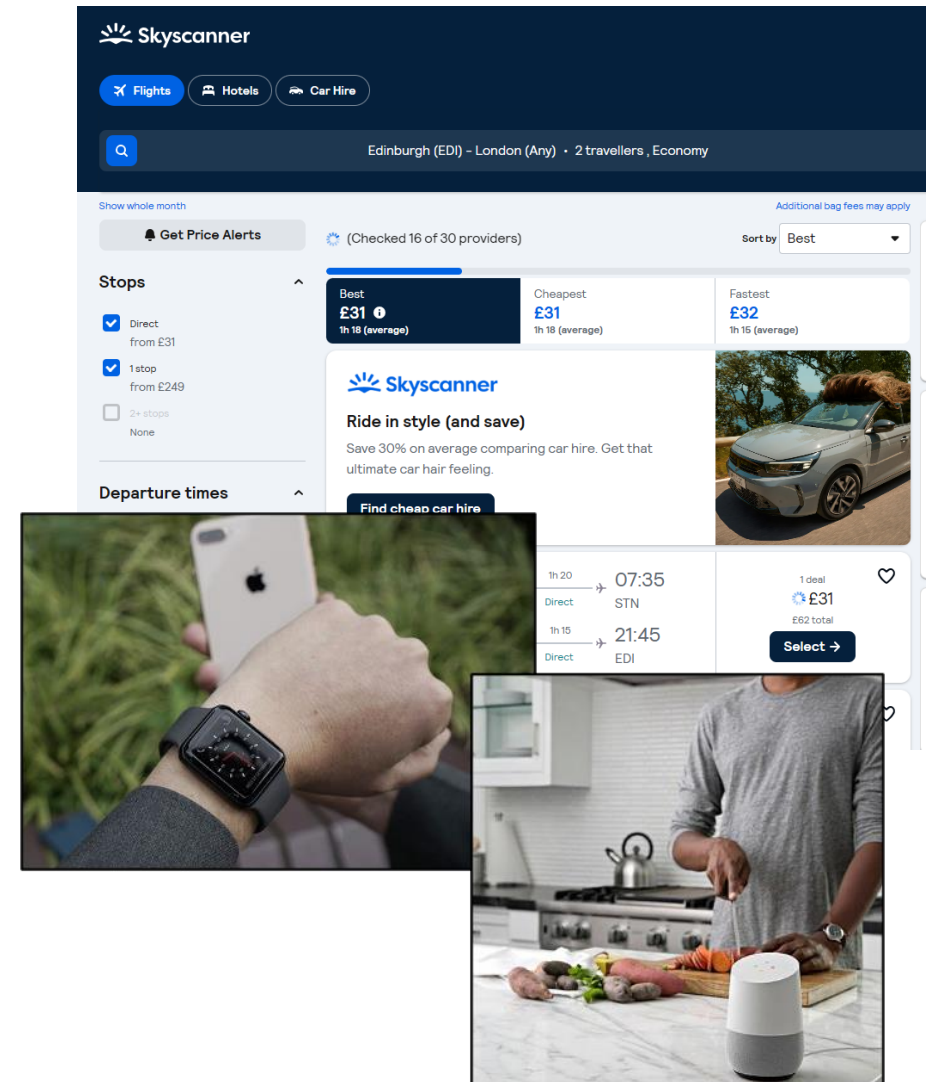 Skyscanner
Flights
Hotels
Car Hire
Edinburgh (EDI) – London (Any) • 2 travellers , Economy
Show whole month
Additional bag fees may apply
Get Price Alerts
(Checked 16 of 30 providers)
Sort by Best
Stops
Direct
from £31
1 stop
from £249
2+ stops
None
Departure times
Best
£31
1h 18 (average)
Cheapest
£31
1h 18 (average)
Fastest
£32
1h 15 (average)
Skyscanner
Ride in style (and save)
Save 30% on average comparing car hire. Get that
ultimate car hair feeling.
Find cheap car hire
1h 20
Direct
07:35
STN
1h 15
Direct
21:45
EDI
1 deal
£31
£62 total
Select →